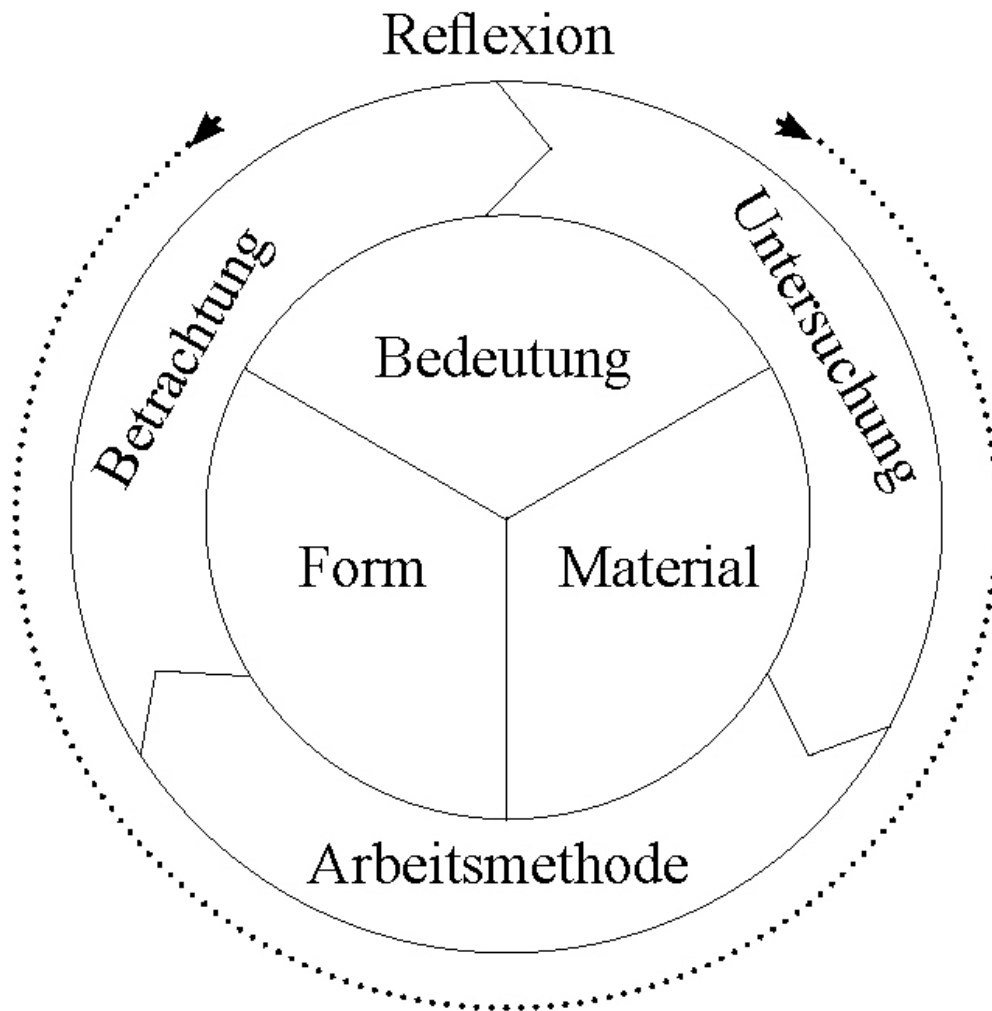 Reflexion
Betrachtung
Untersuchung
Bedeutung
Form
Material
Arbeitsmethode